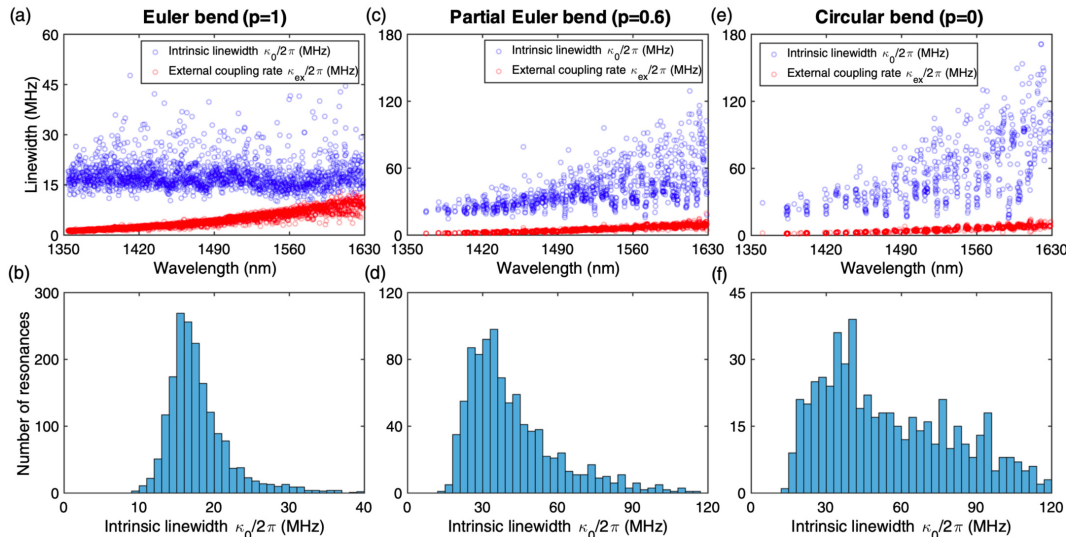 (a) Euler bend (p=1)
60
45
30
15
0
Linewidth (MHz)
Intrinsic linewidth κ0/2π (MHz)
External coupling rate κex/2π (MHz)
1350 1420 1490 1560 1630
Wavelength (nm)
(c) Partial Euler bend (p=0.6)
180
120
60
0
Intrinsic linewidth κ0/2π (MHz)
External coupling rate κex/2π (MHz)
1350 1420 1490 1560 1630
Wavelength (nm)
(e) Circular bend (p=0)
180
120
60
0
Intrinsic linewidth κ0/2π (MHz)
External coupling rate κex/2π (MHz)
1350 1420 1490 1560 1630
Wavelength (nm)
(b)
300
200
100
0
Number of resonances
0 10 20 30 40
Intrinsic linewidth κ0/2π (MHz)
(d)
120
80
40
0
0 30 60 90 120
Intrinsic linewidth κ0/2π (MHz)
(f)
45
30
15
0
0 30 60 90 120
Intrinsic linewidth κ0/2π (MHz)